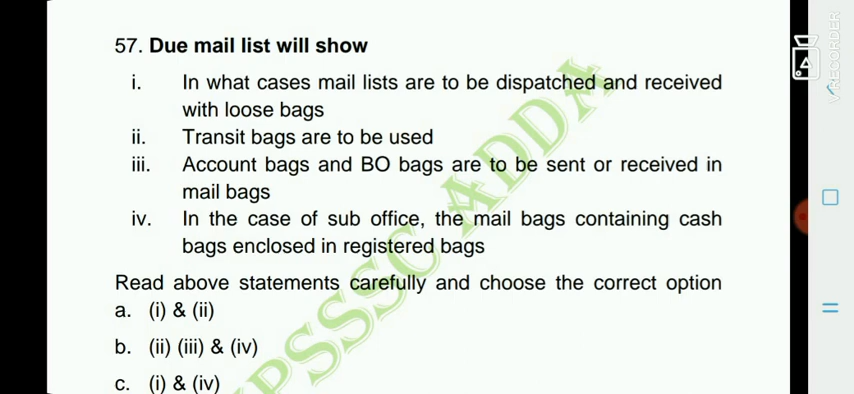 57. Due mail list will show
i. In what cases mail lists are to be dispatched and received
with loose bags
ii. Transit bags are to be used
iii. Account bags and BO bags are to be sent or received in
mail bags
iv. In the case of sub office, the mail bags containing cash
bags enclosed in registered bags
Read above statements carefully and choose the correct option
a. (i) & (ii)
b. (ii) (iii) & (iv)
c. (i) & (iv)
PSSSC ADDA
RECORDER